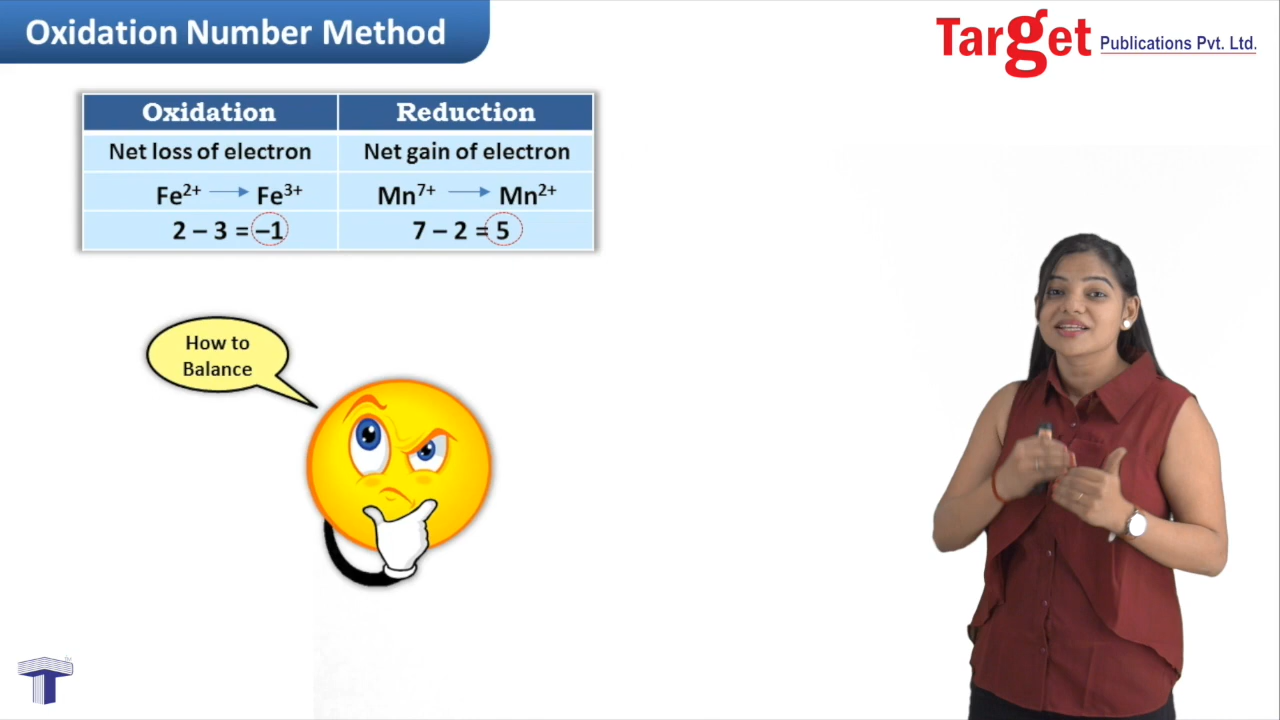 Oxidation Number Method
Target Publications Pvt. Ltd.
Oxidation Reduction
Net loss of electron Net gain of electron
Fe²⁺ → Fe³⁺ Mn⁷⁺ → Mn²⁺
2 – 3 = –1 7 – 2 = 5
How to
Balance